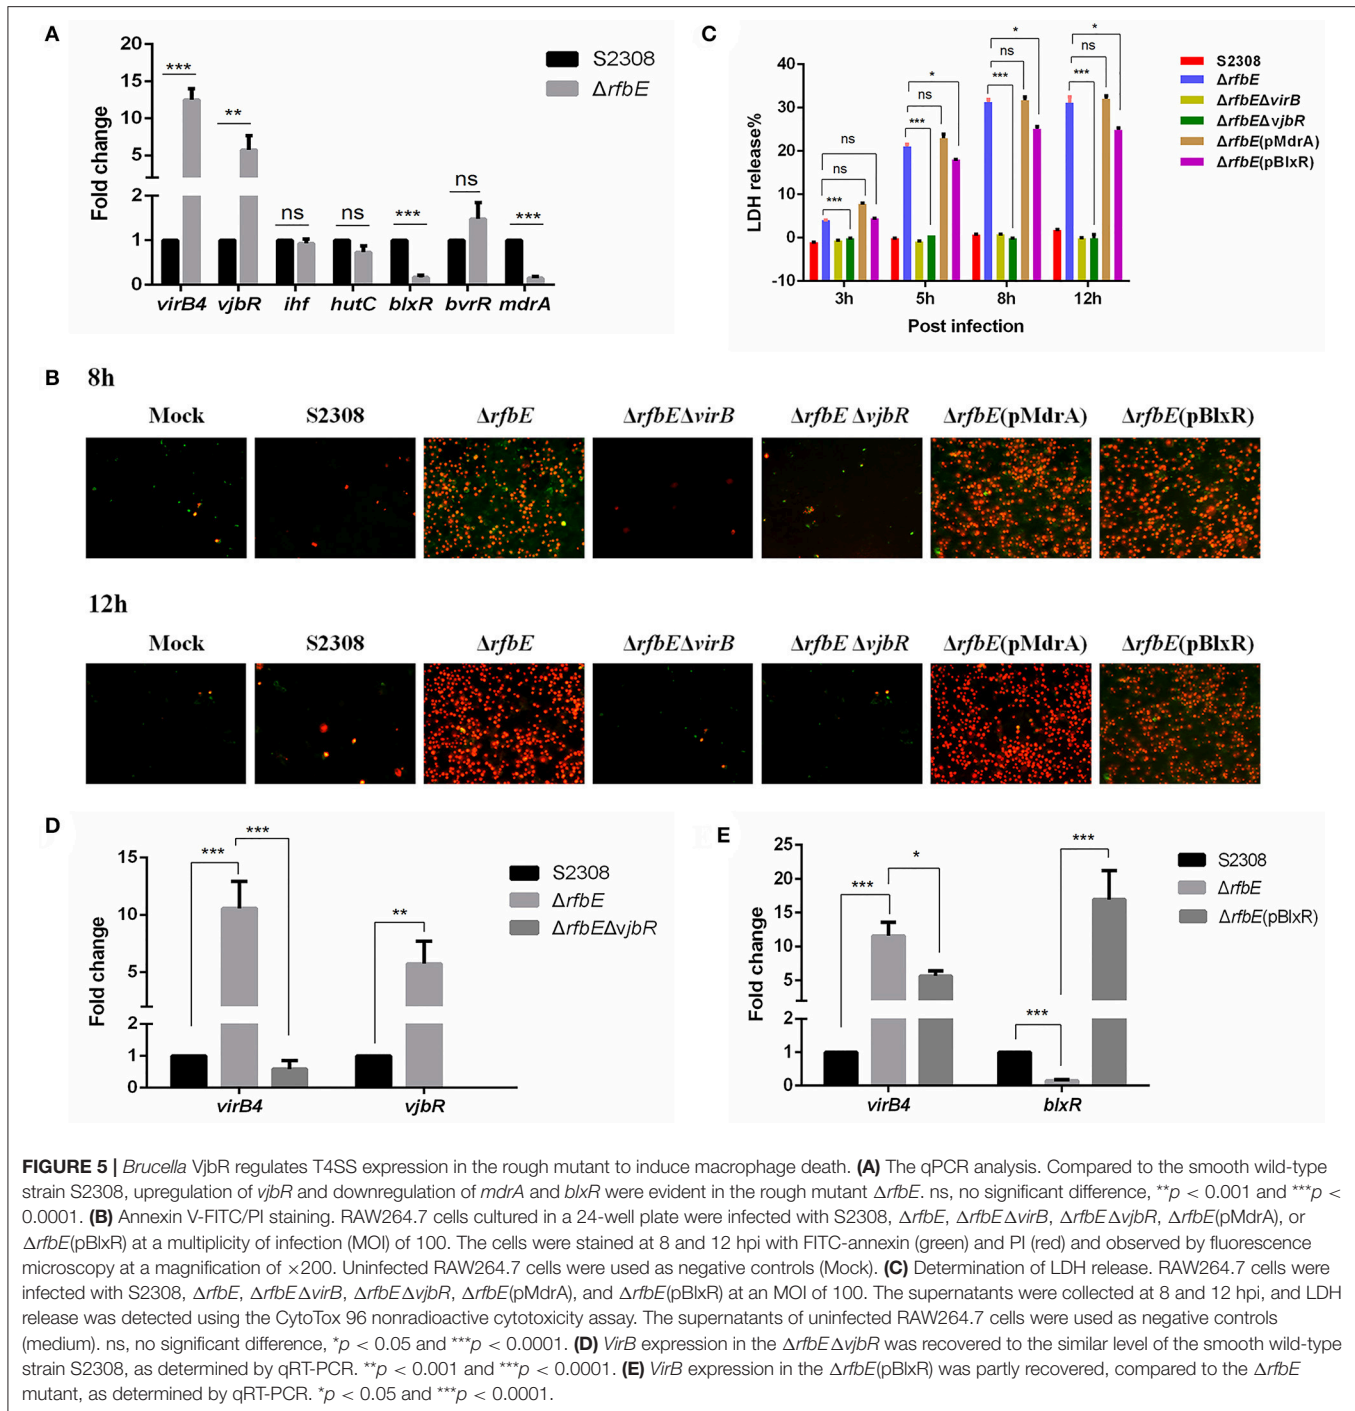 A
20
15
10
5
2
1
0
Fold change
***
**
ns
ns
***
ns
***
S2308
ΔrfbE
virB4 vjbR ihf hutC blxR bvrR mdrA
C
40
30
20
10
0
-10
LDH release%
ns
ns
***
*
ns
***
*
ns
***
*
ns
***
3h 5h 8h 12h
Post infection
S2308
ΔrfbE
ΔrfbEΔvirB
ΔrfbEΔvjbR
ΔrfbE(pMdrA)
ΔrfbE(pBlxR)
B
8h
Mock S2308 ΔrfbE ΔrfbEΔvirB ΔrfbE ΔvjbR ΔrfbE(pMdrA) ΔrfbE(pBlxR)
12h
Mock S2308 ΔrfbE ΔrfbEΔvirB ΔrfbE ΔvjbR ΔrfbE(pMdrA) ΔrfbE(pBlxR)
D
15
10
5
2
1
0
Fold change
***
***
**
S2308
ΔrfbE
ΔrfbEΔvjbR
virB4 vjbR
E
25
20
15
10
5
2
1
0
Fold change
***
*
***
***
S2308
ΔrfbE
ΔrfbE(pBlxR)
virB4 blxR
FIGURE 5 | Brucella VjbR regulates T4SS expression in the rough mutant to induce macrophage death. (A) The qPCR analysis. Compared to the smooth wild-type
strain S2308, upregulation of vjbR and downregulation of mdrA and blxR were evident in the rough mutant ΔrfbE. ns, no significant difference, **p < 0.001 and ***p <
0.0001. (B) Annexin V-FITC/PI staining. RAW264.7 cells cultured in a 24-well plate were infected with S2308, ΔrfbE, ΔrfbEΔvirB, ΔrfbEΔvjbR, ΔrfbE(pMdrA), or
ΔrfbE(pBlxR) at a multiplicity of infection (MOI) of 100. The cells were stained at 8 and 12 hpi with FITC-annexin (green) and PI (red) and observed by fluorescence
microscopy at a magnification of ×200. Uninfected RAW264.7 cells were used as negative controls (Mock). (C) Determination of LDH release. RAW264.7 cells were
infected with S2308, ΔrfbE, ΔrfbEΔvirB, ΔrfbEΔvjbR, ΔrfbE(pMdrA), and ΔrfbE(pBlxR) at an MOI of 100. The supernatants were collected at 8 and 12 hpi, and LDH
release was detected using the CytoTox 96 nonradioactive cytotoxicity assay. The supernatants of uninfected RAW264.7 cells were used as negative controls
(medium). ns, no significant difference, *p < 0.05 and ***p < 0.0001. (D) VirB expression in the ΔrfbEΔvjbR was recovered to the similar level of the smooth wild-type
strain S2308, as determined by qRT-PCR. **p < 0.001 and ***p < 0.0001. (E) VirB expression in the ΔrfbE(pBlxR) was partly recovered, compared to the ΔrfbE
mutant, as determined by qRT-PCR. *p < 0.05 and ***p < 0.0001.